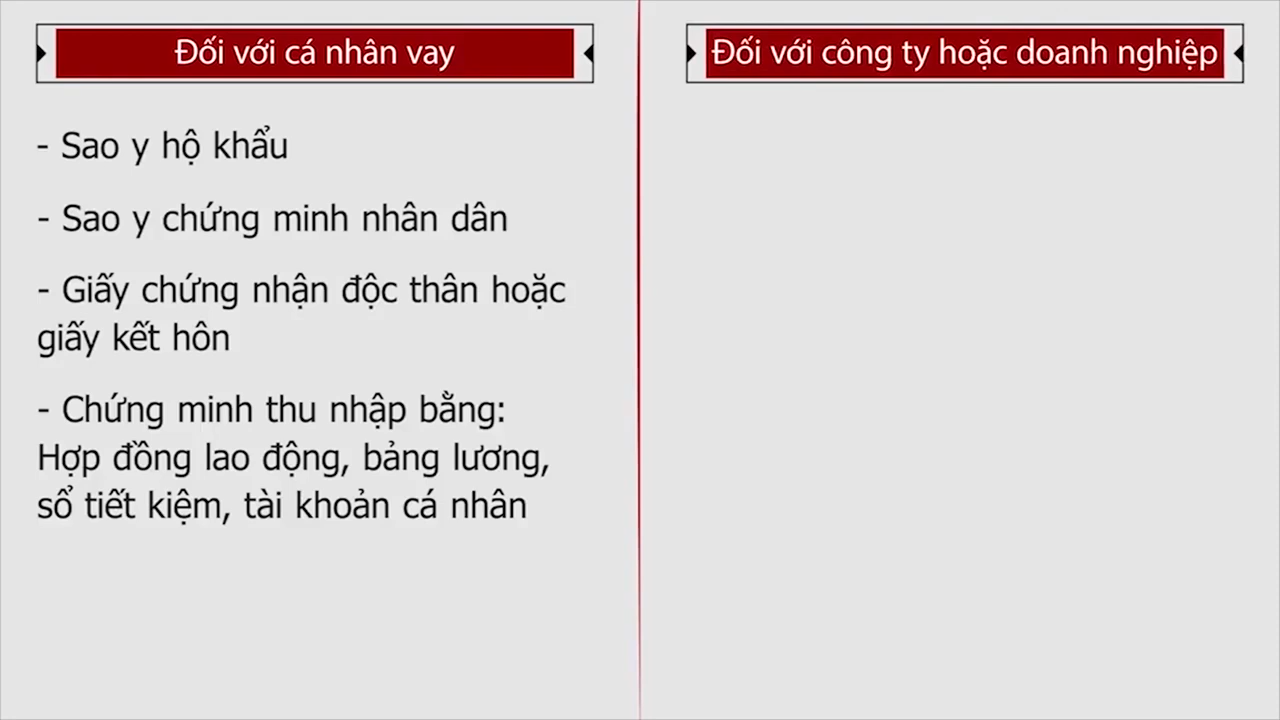 Đối với cá nhân vay
- Sao y hộ khẩu
- Sao y chứng minh nhân dân
- Giấy chứng nhận độc thân hoặc
giấy kết hôn
- Chứng minh thu nhập bằng:
Hợp đồng lao động, bảng lương,
sổ tiết kiệm, tài khoản cá nhân
Đối với công ty hoặc doanh nghiệp